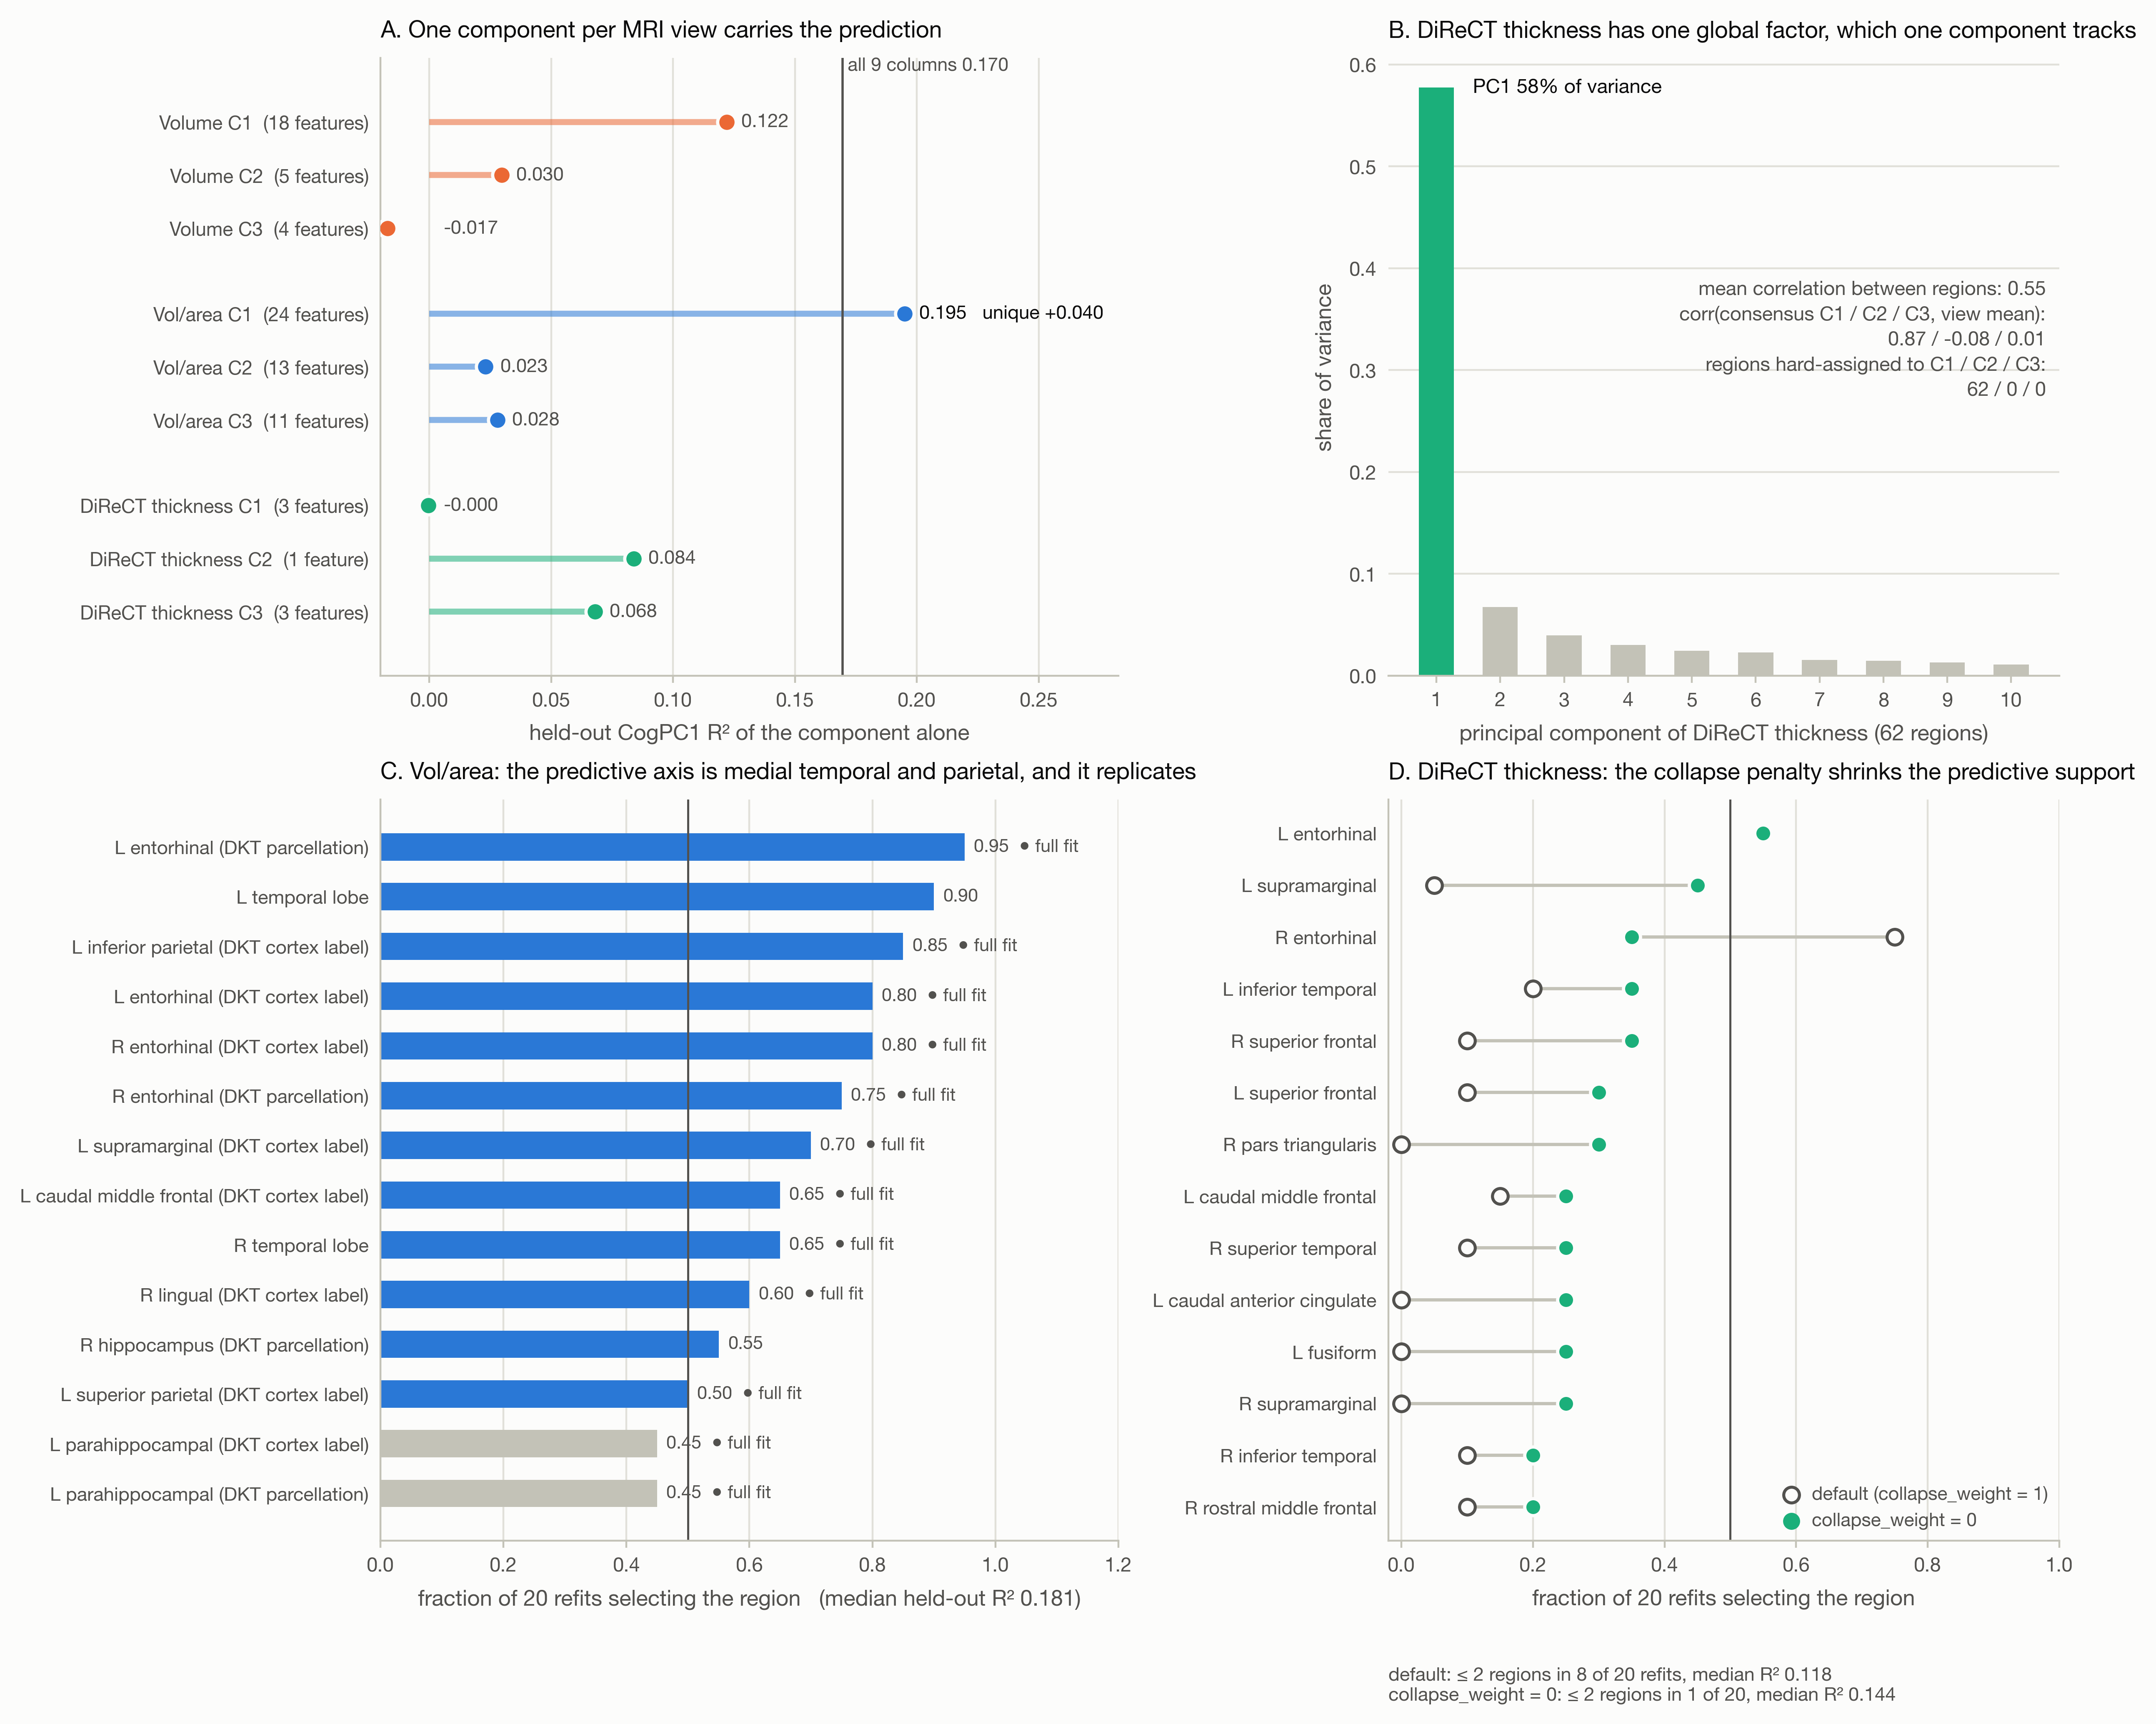 A. One component per MRI view carries the prediction
all 9 columns 0.170
Volume C1 (18 features)
0.122
Volume C2 (5 features)
0.030
Volume C3 (4 features)
-0.017
Vol/area C1 (24 features)
0.195 unique +0.040
Vol/area C2 (13 features)
0.023
Vol/area C3 (11 features)
0.028
DiReCT thickness C1 (3 features)
-0.000
DiReCT thickness C2 (1 feature)
0.084
DiReCT thickness C3 (3 features)
0.068
0.00 0.05 0.10 0.15 0.20 0.25
held-out CogPC1 R² of the component alone
B. DiReCT thickness has one global factor, which one component tracks
0.6
0.5
0.4
0.3
0.2
0.1
0.0
share of variance
PC1 58% of variance
mean correlation between regions: 0.55
corr(consensus C1 / C2 / C3, view mean):
0.87 / -0.08 / 0.01
regions hard-assigned to C1 / C2 / C3:
62 / 0 / 0
1 2 3 4 5 6 7 8 9 10
principal component of DiReCT thickness (62 regions)
C. Vol/area: the predictive axis is medial temporal and parietal, and it replicates
L entorhinal (DKT parcellation)
0.95 ● full fit
L temporal lobe
0.90
L inferior parietal (DKT cortex label)
0.85 ● full fit
L entorhinal (DKT cortex label)
0.80 ● full fit
R entorhinal (DKT cortex label)
0.80 ● full fit
R entorhinal (DKT parcellation)
0.75 ● full fit
L supramarginal (DKT cortex label)
0.70 ● full fit
L caudal middle frontal (DKT cortex label)
0.65 ● full fit
R temporal lobe
0.65 ● full fit
R lingual (DKT cortex label)
0.60 ● full fit
R hippocampus (DKT parcellation)
0.55
L superior parietal (DKT cortex label)
0.50 ● full fit
L parahippocampal (DKT cortex label)
0.45 ● full fit
L parahippocampal (DKT parcellation)
0.45 ● full fit
0.0 0.2 0.4 0.6 0.8 1.0 1.2
fraction of 20 refits selecting the region (median held-out R² 0.181)
D. DiReCT thickness: the collapse penalty shrinks the predictive support
L entorhinal
L supramarginal
R entorhinal
L inferior temporal
R superior frontal
L superior frontal
R pars triangularis
L caudal middle frontal
R superior temporal
L caudal anterior cingulate
L fusiform
R supramarginal
R inferior temporal
R rostral middle frontal
default (collapse_weight = 1)
collapse_weight = 0
0.0 0.2 0.4 0.6 0.8 1.0
fraction of 20 refits selecting the region
default: ≤ 2 regions in 8 of 20 refits, median R² 0.118
collapse_weight = 0: ≤ 2 regions in 1 of 20, median R² 0.144